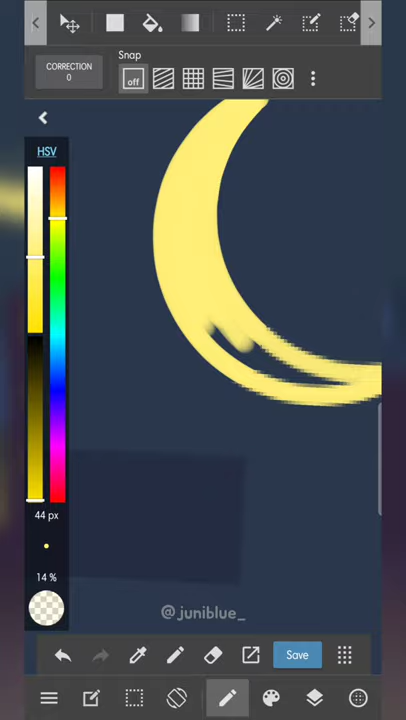 Snap
CORRECTION
0
off
HSV
44 px
14 %
@ juniblue_
Save